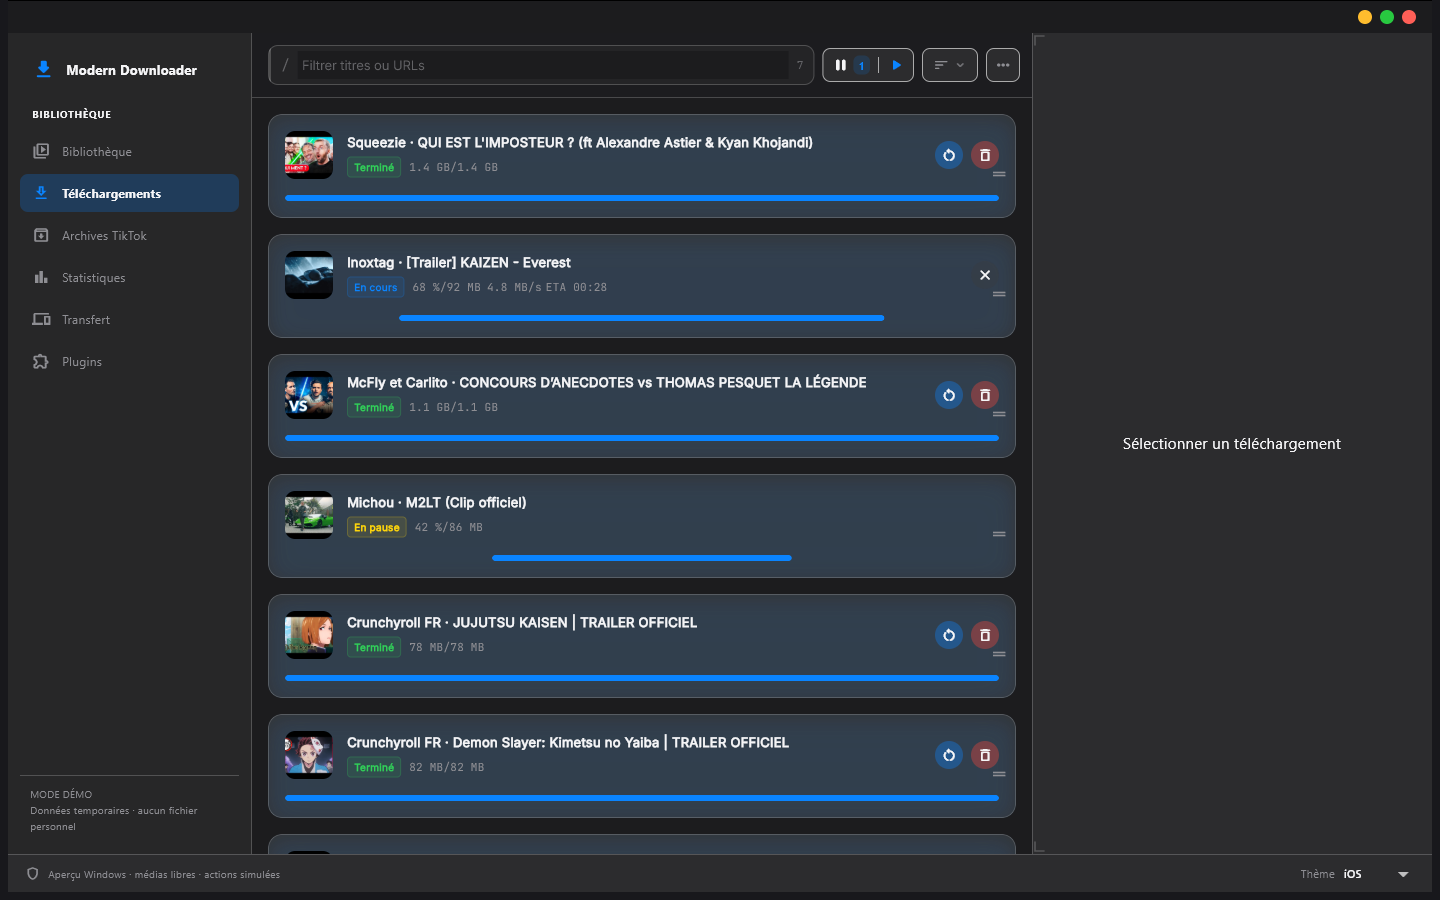 Modern Downloader
BIBLIOTHÈQUE
Bibliothèque
Téléchargements
Archives TikTok
Statistiques
Transfert
Plugins
MODE DÉMO
Données temporaires · aucun fichier
personnel
/ Filtrer titres ou URLs 7
1
Squeezie · QUI EST L'IMPOSTEUR ? (ft Alexandre Astier & Kyan Khojandi)
Terminé 1.4 GB/1.4 GB
Inoxtag · [Trailer] KAIZEN - Everest
En cours 68 %/92 MB 4.8 MB/s ETA 00:28
VS
McFly et Carlito · CONCOURS D'ANECDOTES vs THOMAS PESQUET LA LÉGENDE
Terminé 1.1 GB/1.1 GB
Michou · M2LT (Clip officiel)
En pause 42 %/86 MB
Crunchyroll FR · JUJUTSU KAISEN | TRAILER OFFICIEL
Terminé 78 MB/78 MB
Crunchyroll FR · Demon Slayer: Kimetsu no Yaiba | TRAILER OFFICIEL
Terminé 82 MB/82 MB
Sélectionner un téléchargement
Aperçu Windows · médias libres · actions simulées
Thème iOS